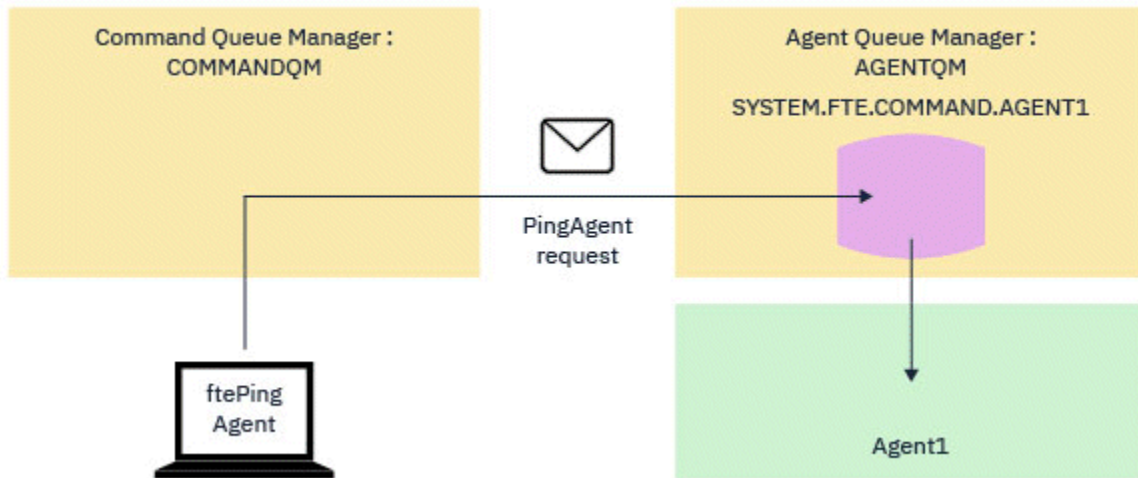 Command Queue Manager :
COMMANDQM
Agent Queue Manager :
AGENTQM
SYSTEM.FTE.COMMAND.AGENT1
PingAgent
request
ftePing
Agent
Agent1